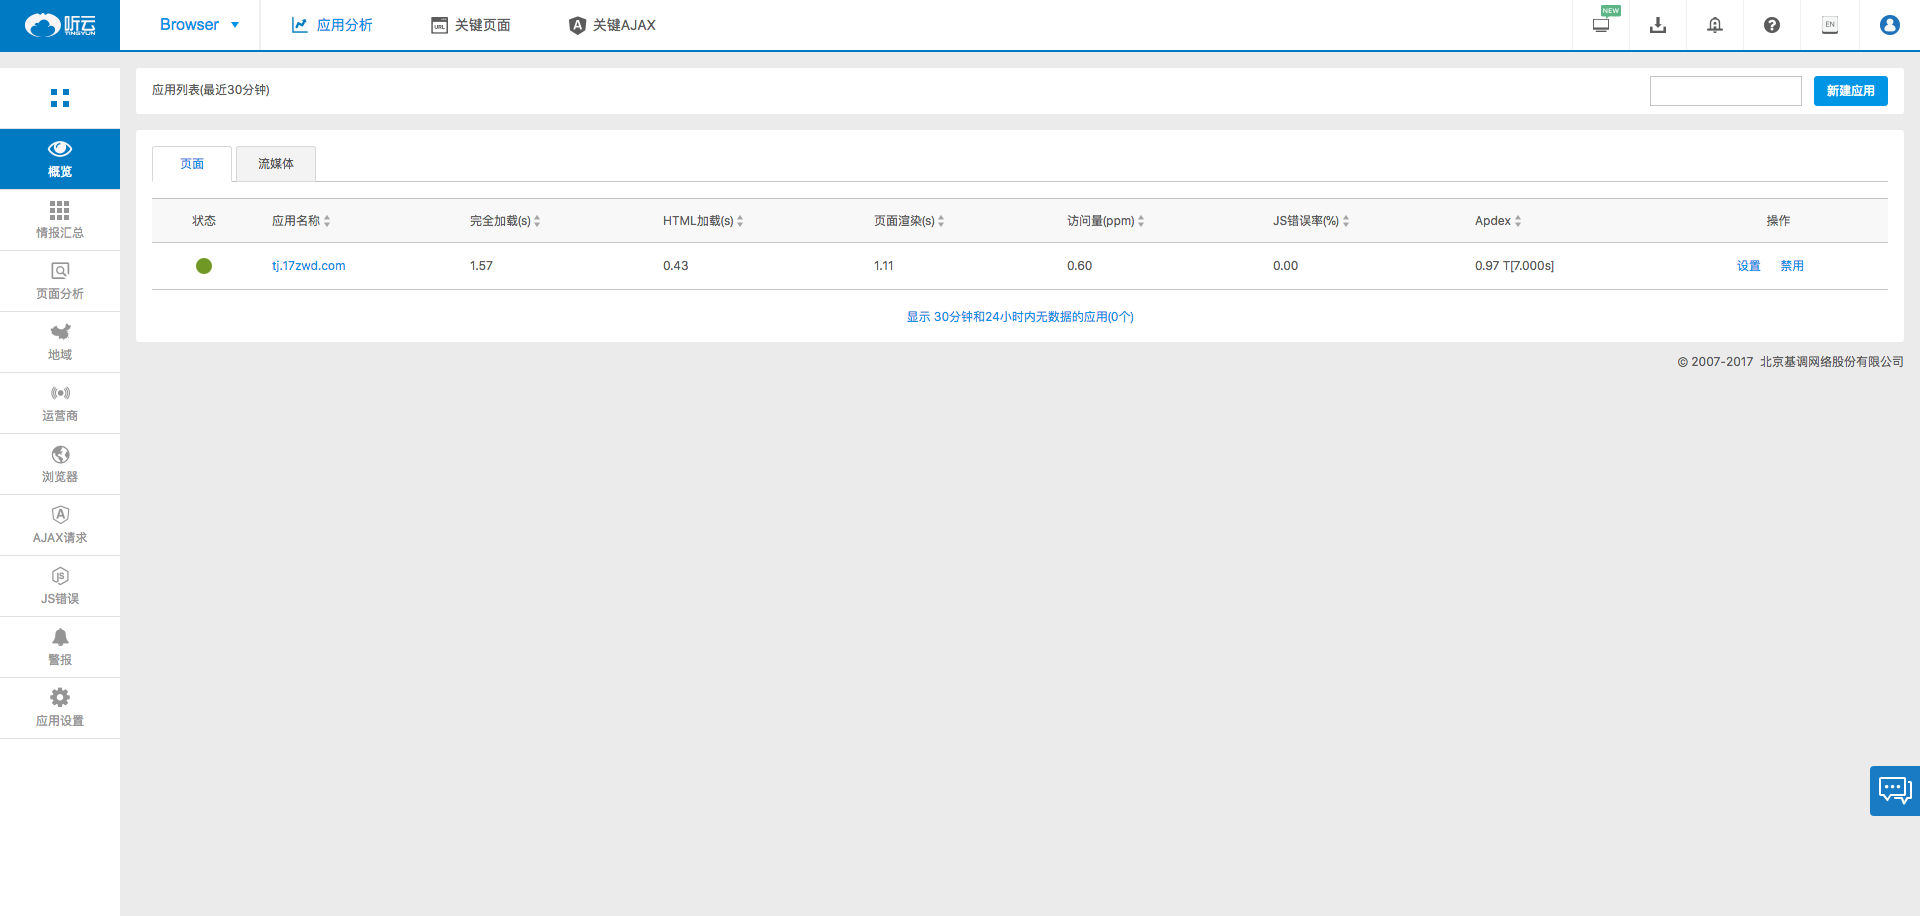 听云
TINGYUN
Browser
应用分析
URL
关键页面
A
关键AJAX
NEW
?
EN
应用列表(最近30分钟)
新建应用
概览
情报汇总
页面分析
地域
运营商
浏览器
A
AJAX请求
JS
JS错误
警报
应用设置
页面
流媒体
状态 应用名称 完全加载(s) HTML加载(s) 页面渲染(s) 访问量(ppm) JS错误率(%) Apdex 操作
tj.17zwd.com 1.57 0.43 1.11 0.60 0.00 0.97 T[7.000s] 设置 禁用
显示 30分钟和24小时内无数据的应用(0个)
© 2007-2017 北京基调网络股份有限公司